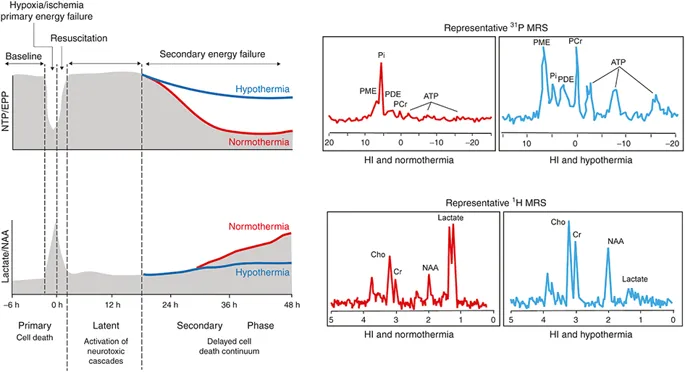 Hypoxia/ischemia
primary energy failure
Resuscitation
Baseline
Secondary energy failure
NTP/EPP
Hypothermia
Normothermia
Lactate/NAA
Normothermia
Hypothermia
–6 h 0 h 12 h 24 h 36 h 48 h
Primary Latent Secondary Phase
Cell death
Activation of
neurotoxic
cascades
Delayed cell
death continuum
Representative 31P MRS
Pi
PME
PDE
PCr
ATP
20 10 0 –10 –20
HI and normothermia
PME
PCr
Pi
PDE
ATP
10 0 –10 –20
HI and hypothermia
Representative 1H MRS
Lactate
Cho
Cr
NAA
5 4 3 2 1 0
HI and normothermia
Cho
Cr
NAA
Lactate
5 4 3 2 1 0
HI and hypothermia